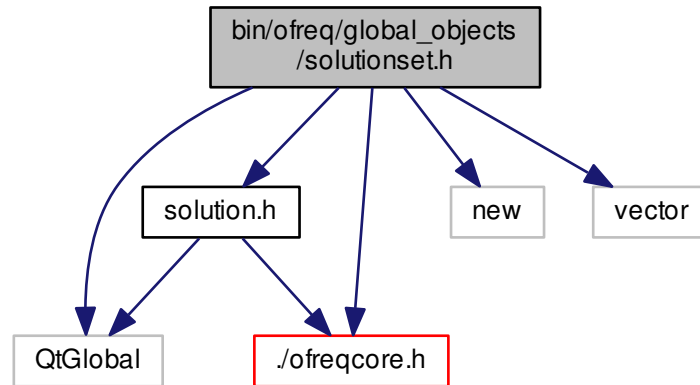 bin/ofreq/global_objects
/solutionset.h
solution.h
new
vector
QtGlobal
./ofreqcore.h